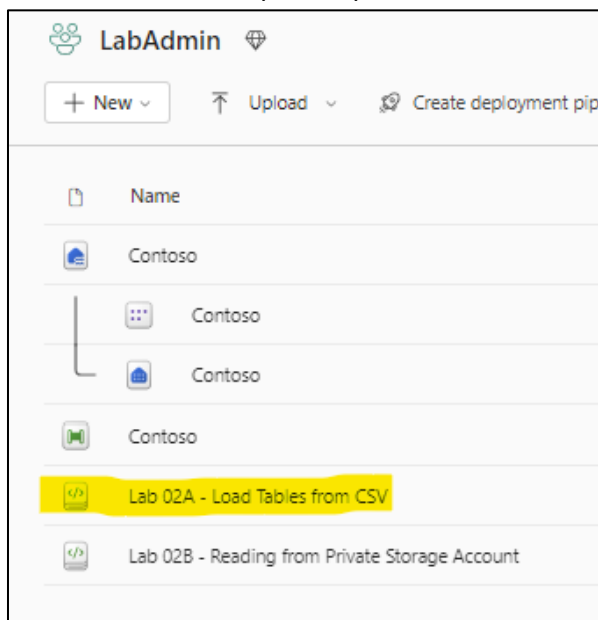 LabAdmin
New
Upload
Create deployment pip
Name
Contoso
Contoso
Contoso
Contoso
Lab 02A - Load Tables from CSV
Lab 02B - Reading from Private Storage Account